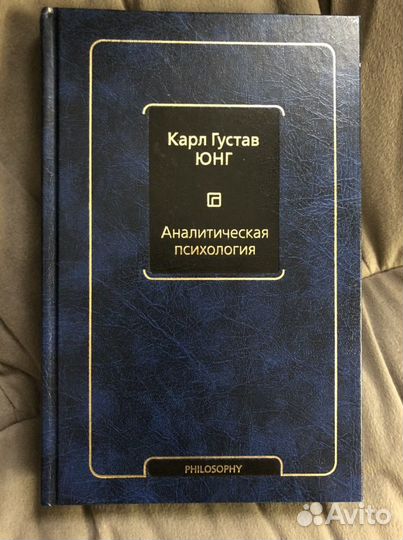 Карл Густав
ЮНГ
Аналитическая
психология
PHILOSOPHY
Avito